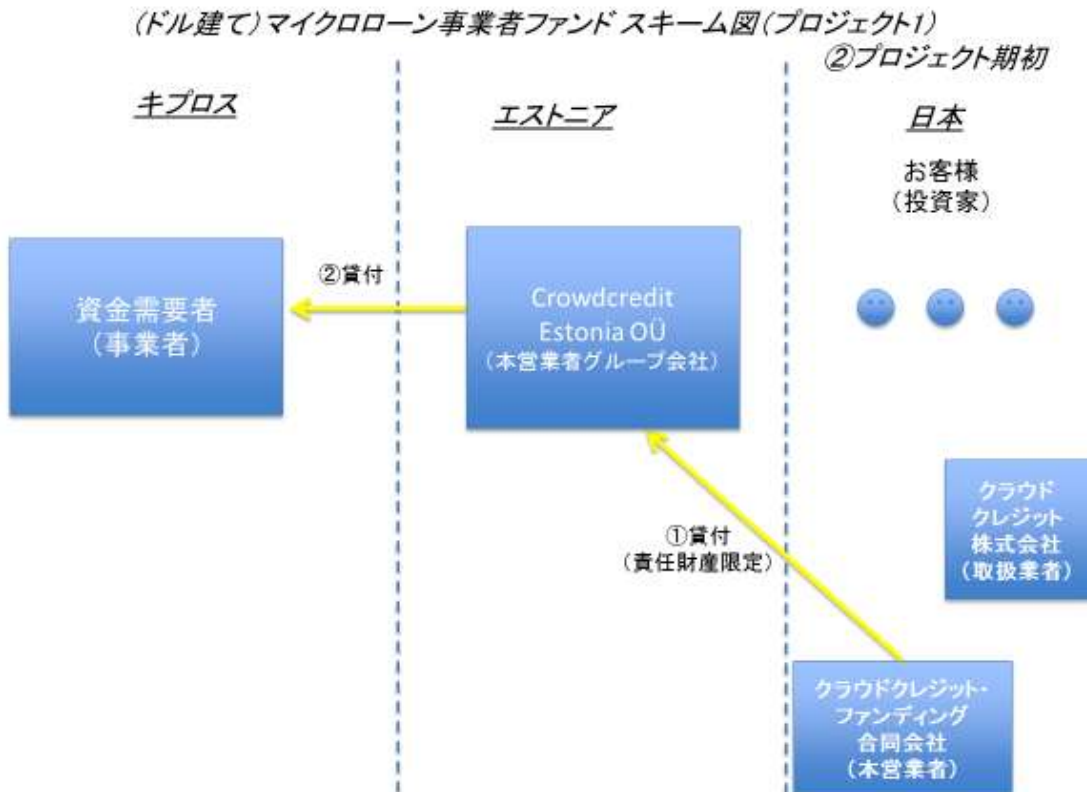 (ドル建て)マイクロローン事業者ファンド スキーム図(プロジェクト1)
②プロジェクト期初
キプロス
エストニア
日本
お客様
(投資家)
資金需要者
(事業者)
②貸付
Crowdcredit
Estonia OÜ
(本営業者グループ会社)
①貸付
(責任財産限定)
クラウド
クレジット
株式会社
(取扱業者)
クラウドクレジット・
ファンディング
合同会社
(本営業者)